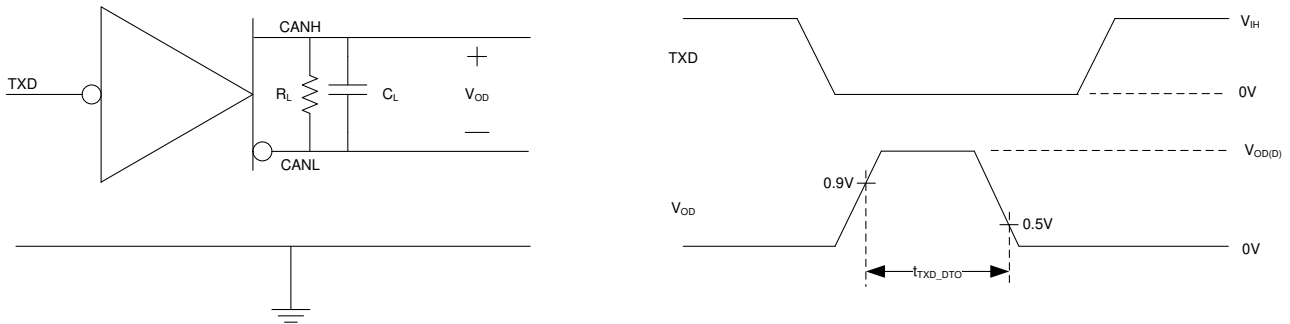 CANH
TXD
R_L
C_L
+
V_OD
—
CANL
TXD
V_IH
0V
V_OD
0.9V
V_OD(D)
0.5V
0V
t_TXD_DTO